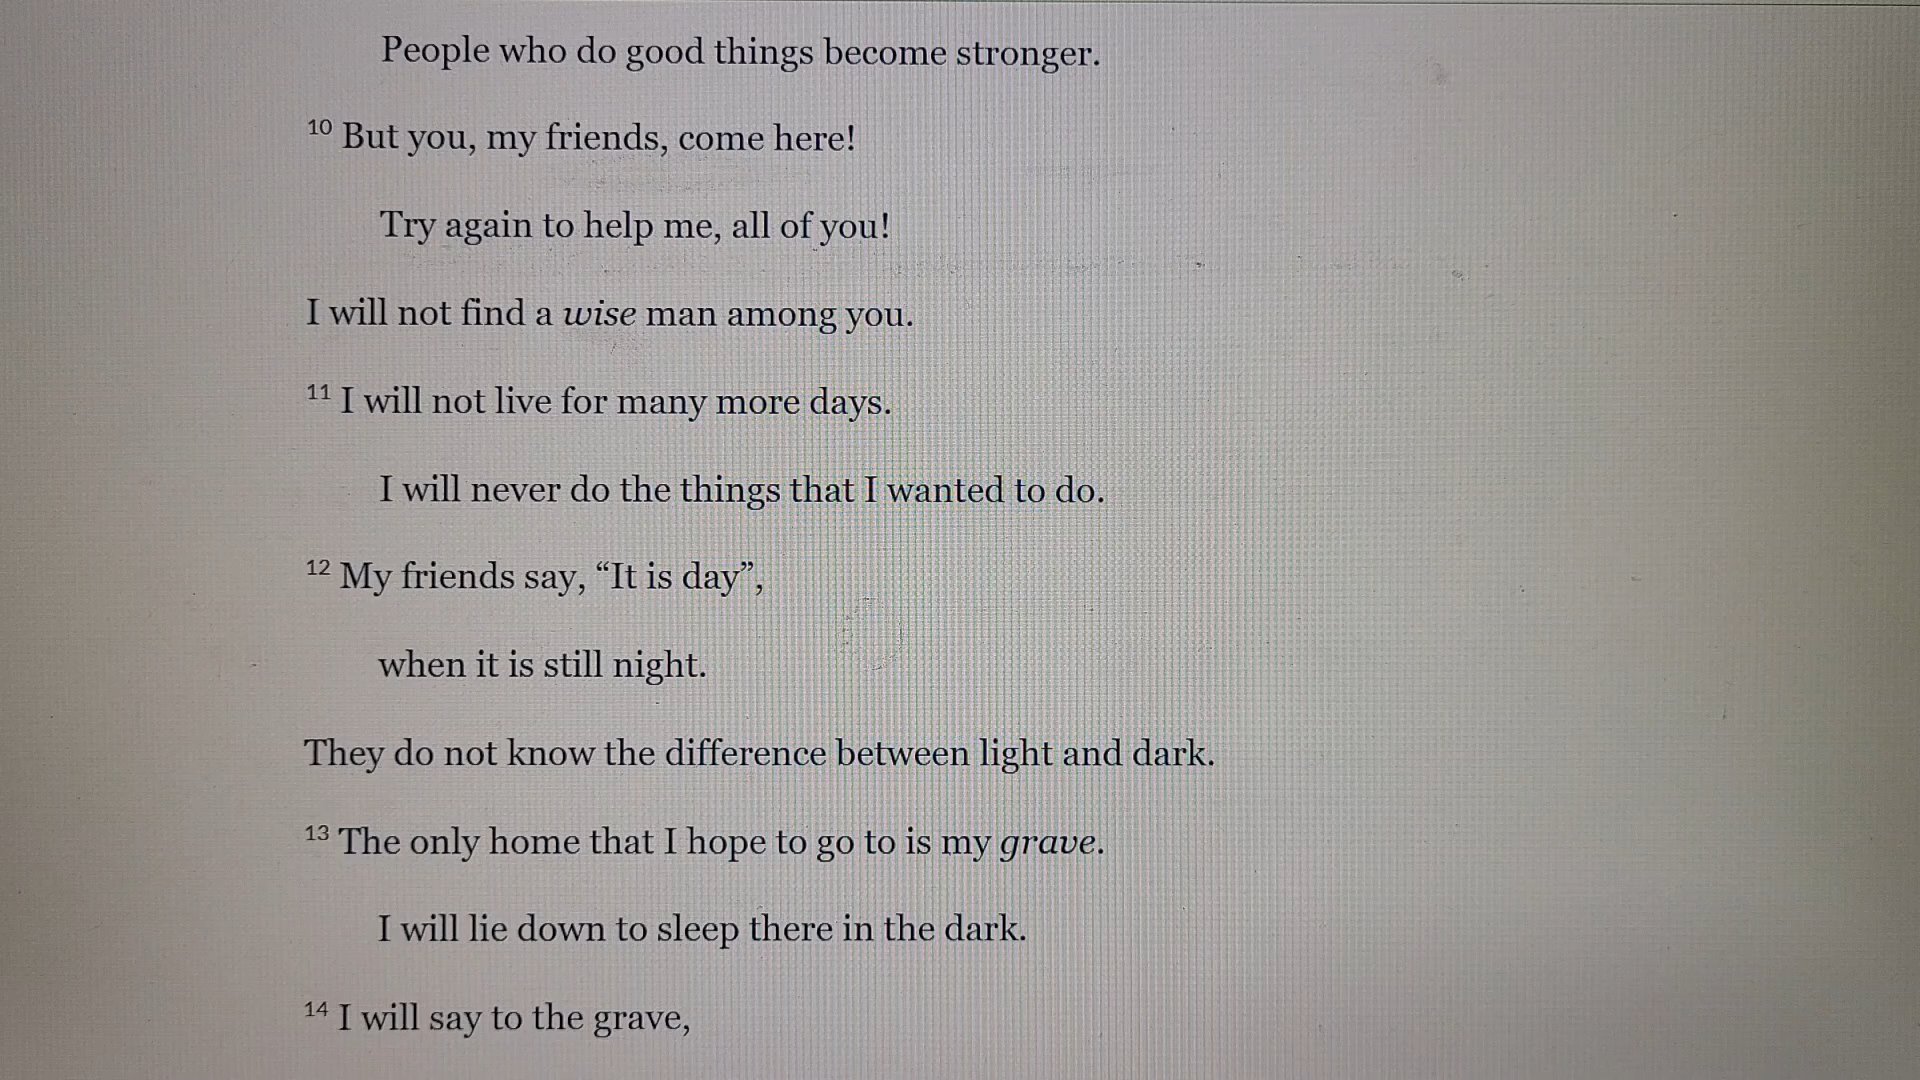 People who do good things become stronger.
10 But you, my friends, come here!
Try again to help me, all of you!
I will not find a wise man among you.
11 I will not live for many more days.
I will never do the things that I wanted to do.
12 My friends say, “It is day”,
when it is still night.
They do not know the difference between light and dark.
13 The only home that I hope to go to is my grave.
I will lie down to sleep there in the dark.
14 I will say to the grave,